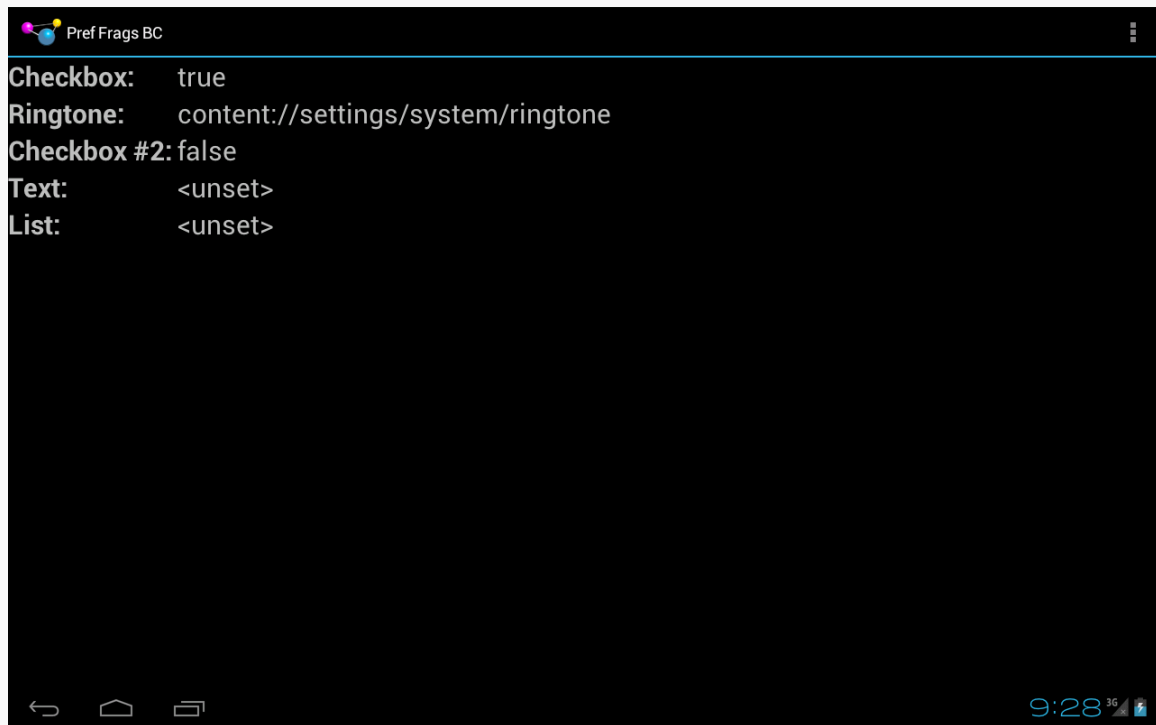 Pref Frags BC
Checkbox: true
Ringtone: content://settings/system/ringtone
Checkbox #2: false
Text: <unset>
List: <unset>
9:28 3G